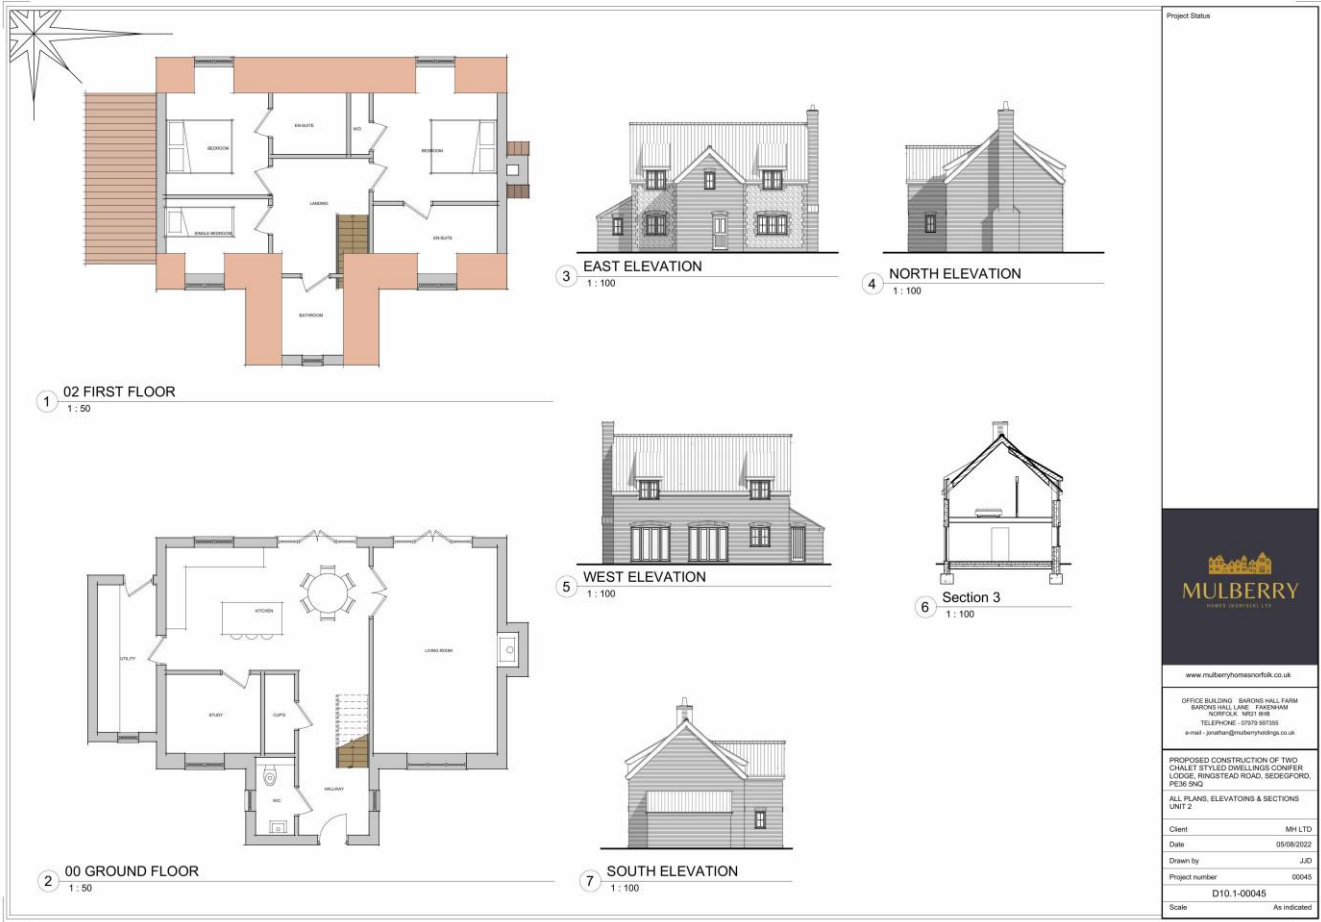 Project Status
BEDROOM
EN-SUITE
W/D
BEDROOM
LANDING
SINGLE BEDROOM
EN-SUITE
BATHROOM
1
02 FIRST FLOOR
1 : 50
3
EAST ELEVATION
1 : 100
4
NORTH ELEVATION
1 : 100
5
WEST ELEVATION
1 : 100
6
Section 3
1 : 100
KITCHEN
LIVING ROOM
UTILITY
STUDY
CUP'D
HALLWAY
W.C
2
00 GROUND FLOOR
1 : 50
7
SOUTH ELEVATION
1 : 100
MULBERRY
HOMES (NORFOLK) LTD
www.mulberryhomesnorfolk.co.uk
OFFICE BUILDING BARONS HALL FARM
BARONS HALL LANE FAKENHAM
NORFOLK NR21 8HB
TELEPHONE - 07979 997355
e-mail - jonathan@mulberryholdings.co.uk
PROPOSED CONSTRUCTION OF TWO
CHALET STYLED DWELLINGS CONIFER
LODGE, RINGSTEAD ROAD, SEDEGFORD,
PE36 5NQ
ALL PLANS, ELEVATOINS & SECTIONS
UNIT 2
Client MH LTD
Date 05/08/2022
Drawn by JJD
Project number 00045
D10.1-00045
Scale As indicated